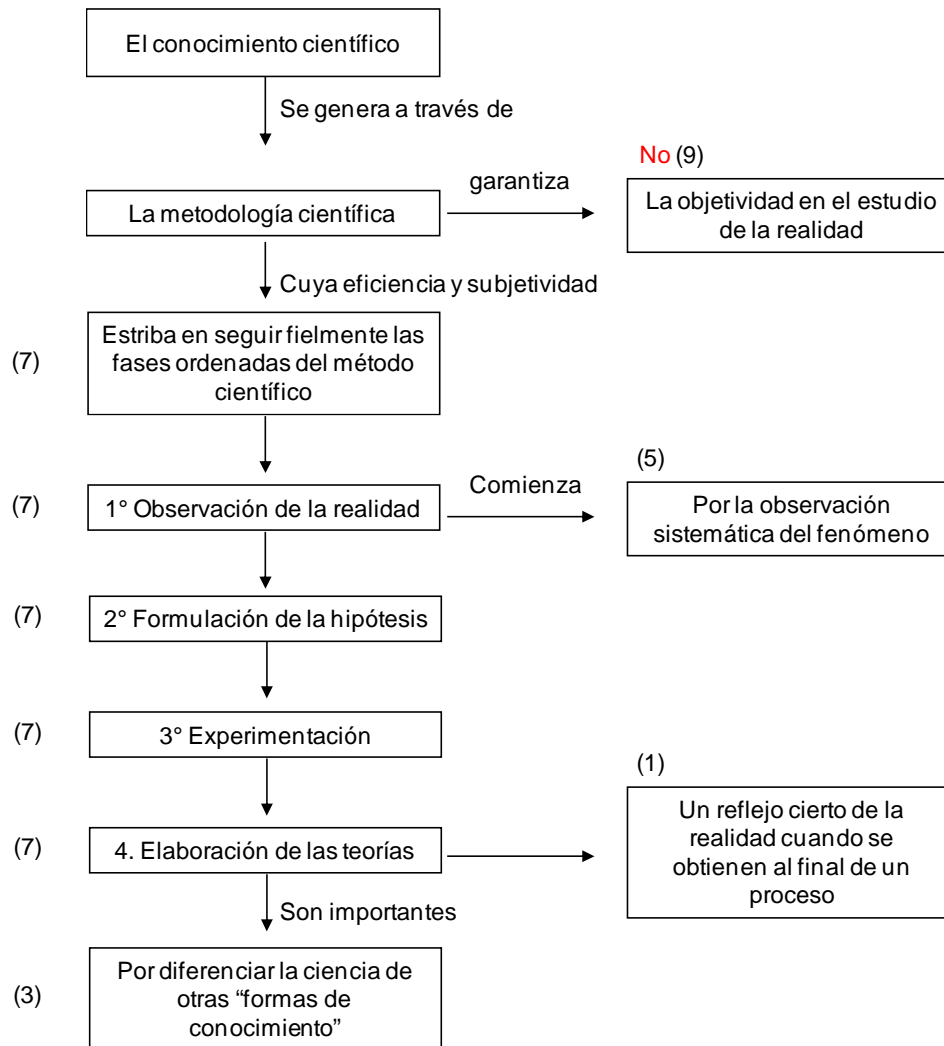 El conocimiento científico
Se genera a través de
No (9)
garantiza
La metodología científica
La objetividad en el estudio
de la realidad
Cuya eficiencia y subjetividad
(7)
Estriba en seguir fielmente las
fases ordenadas del método
científico
(5)
(7)
1° Observación de la realidad
Comienza
Por la observación
sistemática del fenómeno
(7)
2° Formulación de la hipótesis
(7)
3° Experimentación
(1)
(7)
4. Elaboración de las teorías
Un reflejo cierto de la
realidad cuando se
obtienen al final de un
proceso
Son importantes
(3)
Por diferenciar la ciencia de
otras “formas de
conocimiento”